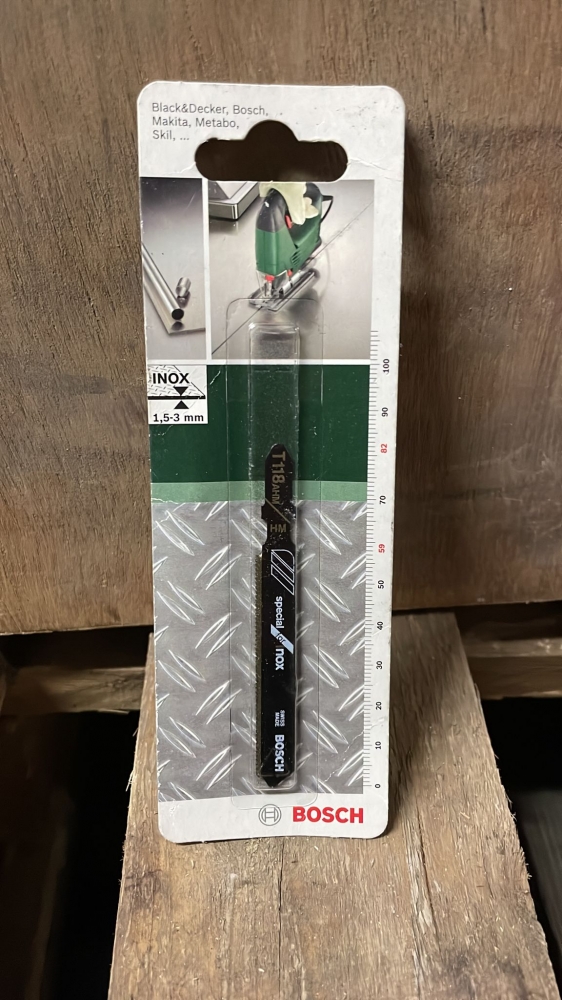 Black&Decker, Bosch,
Makita, Metabo,
Skil, ...
INOX
1,5-3 mm
100
90
82
70
59
50
40
30
20
10
0
T118AHM
HM
special for inox
SWISS
MADE
BOSCH
BOSCH